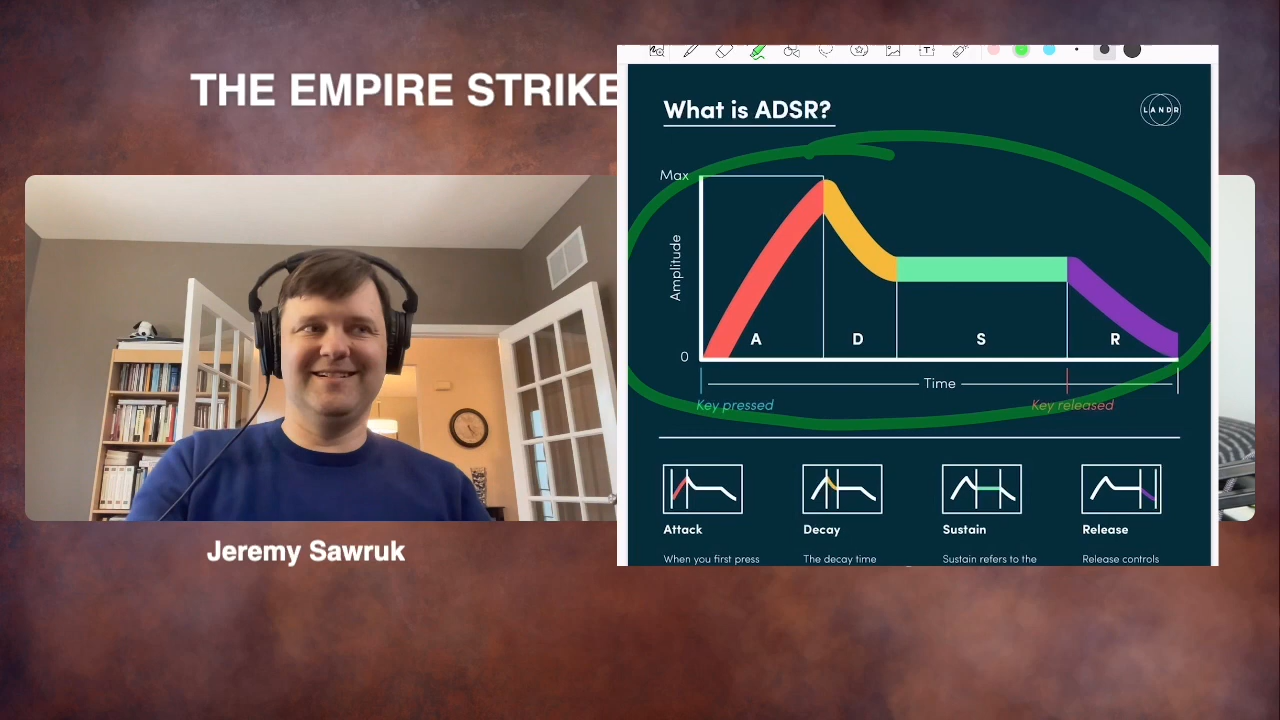 THE EMPIRE STRIKE
What is ADSR?
LANDR
Max
Amplitude
A
D
S
R
0
Time
Key pressed
Key released
Attack
Decay
Sustain
Release
When you first press
The decay time
Sustain refers to the
Release controls
Jeremy Sawruk